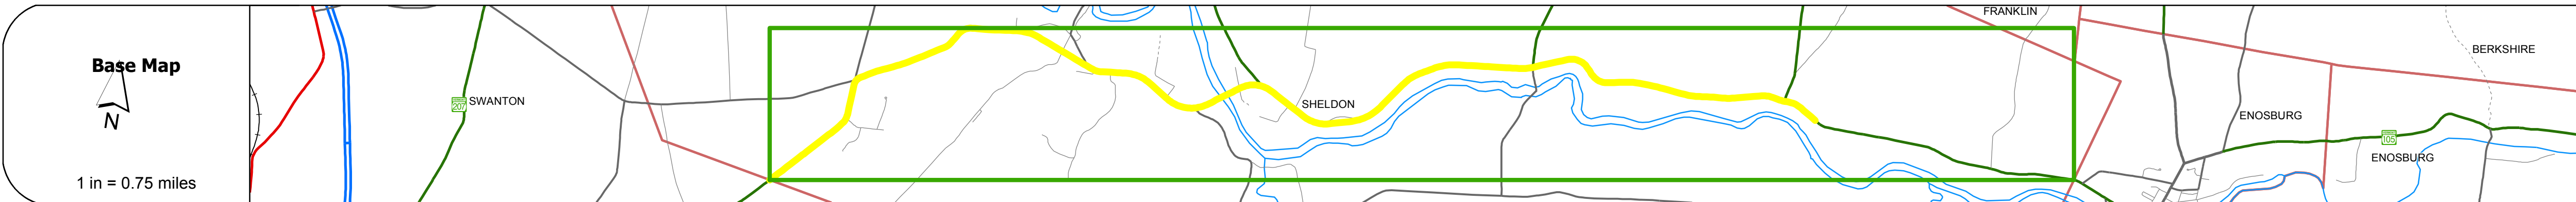 Base Map
N
1 in = 0.75 miles
207
SWANTON
SHELDON
FRANKLIN
BERKSHIRE
ENOSBURG
105
ENOSBURG